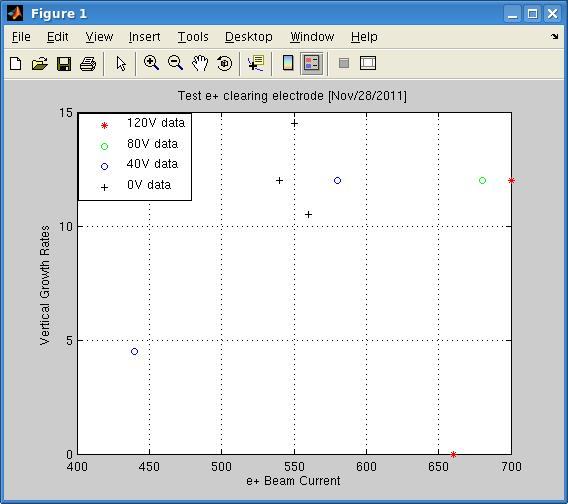 Figure 1
File Edit View Insert Tools Desktop Window Help
Test e+ clearing electrode [Nov/28/2011]
120V data
80V data
40V data
0V data
Vertical Growth Rates
15
10
5
0
400 450 500 550 600 650 700
e+ Beam Current